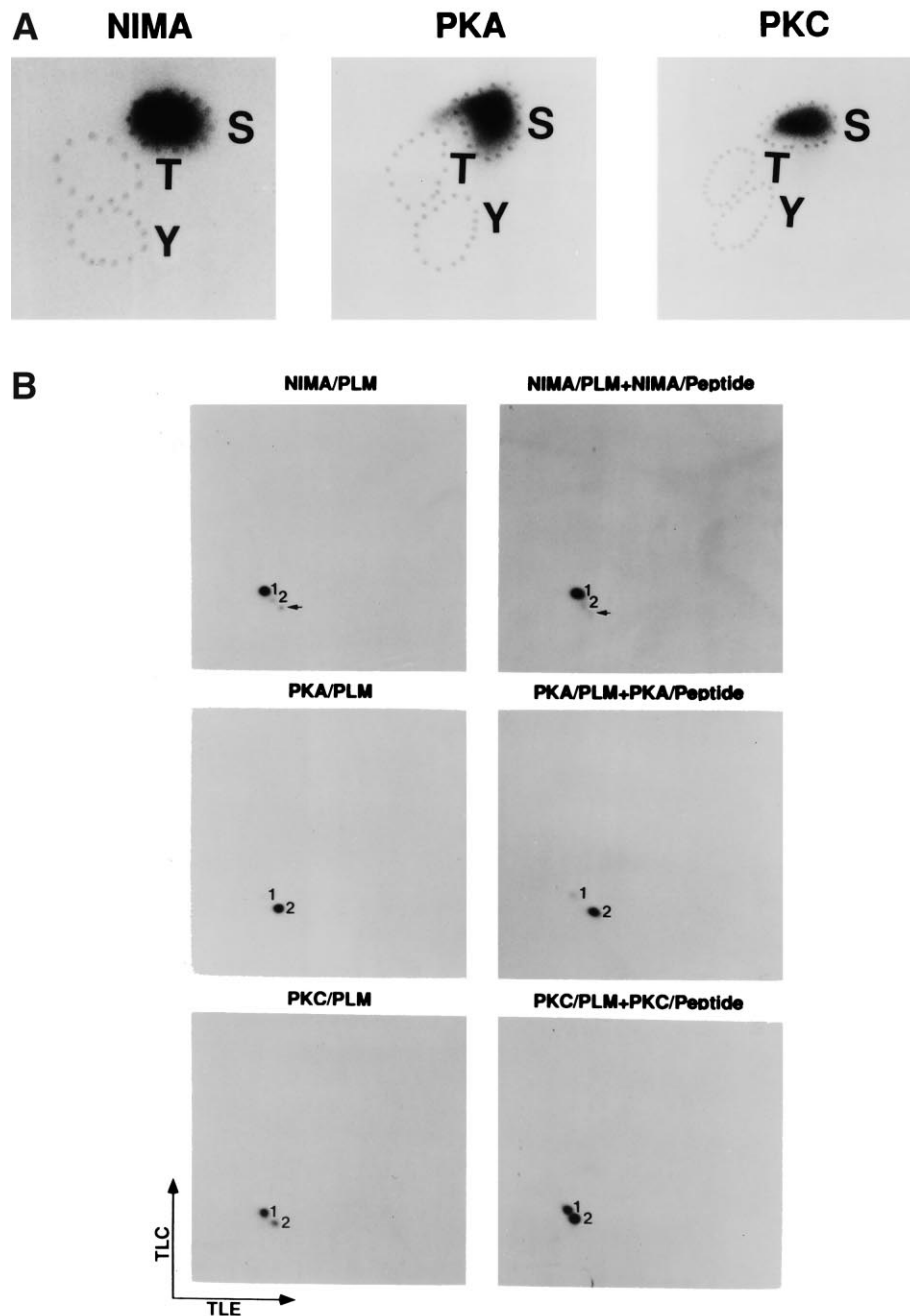 A
NIMA
PKA
PKC
S
T
Y
S
T
Y
S
T
Y
B
NIMA/PLM
NIMA/PLM+NIMA/Peptide
1
2
1
2
PKA/PLM
PKA/PLM+PKA/Peptide
1
2
1
2
PKC/PLM
PKC/PLM+PKC/Peptide
1
2
1
2
TLC
TLE